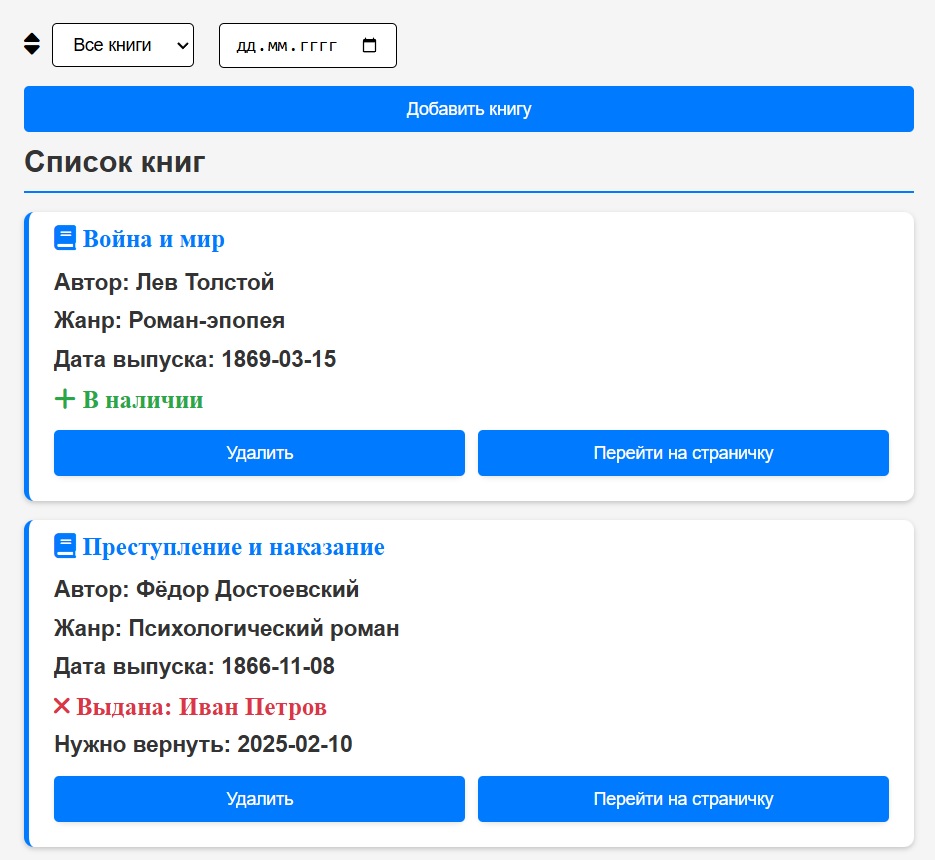 Все книги дд.мм.гггг
Добавить книгу
Список книг
Война и мир
Автор: Лев Толстой
Жанр: Роман-эпопея
Дата выпуска: 1869-03-15
В наличии
Удалить Перейти на страничку
Преступление и наказание
Автор: Фёдор Достоевский
Жанр: Психологический роман
Дата выпуска: 1866-11-08
Выдана: Иван Петров
Нужно вернуть: 2025-02-10
Удалить Перейти на страничку